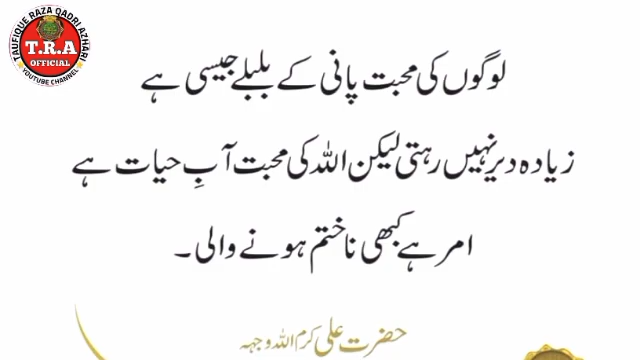 TAUFIQUE RAZA QADRI AZHARI
T.R.A
OFFICIAL
YOUTUBE CHANNEL
لوگوں کی محبت پانی کے بلبلے جیسی ہے
زیادہ دیر نہیں رہتی لیکن اللہ کی محبت آبِ حیات ہے
امر ہے کبھی نا ختم ہونے والی۔
حضرت علی کرم اللہ وجہہ